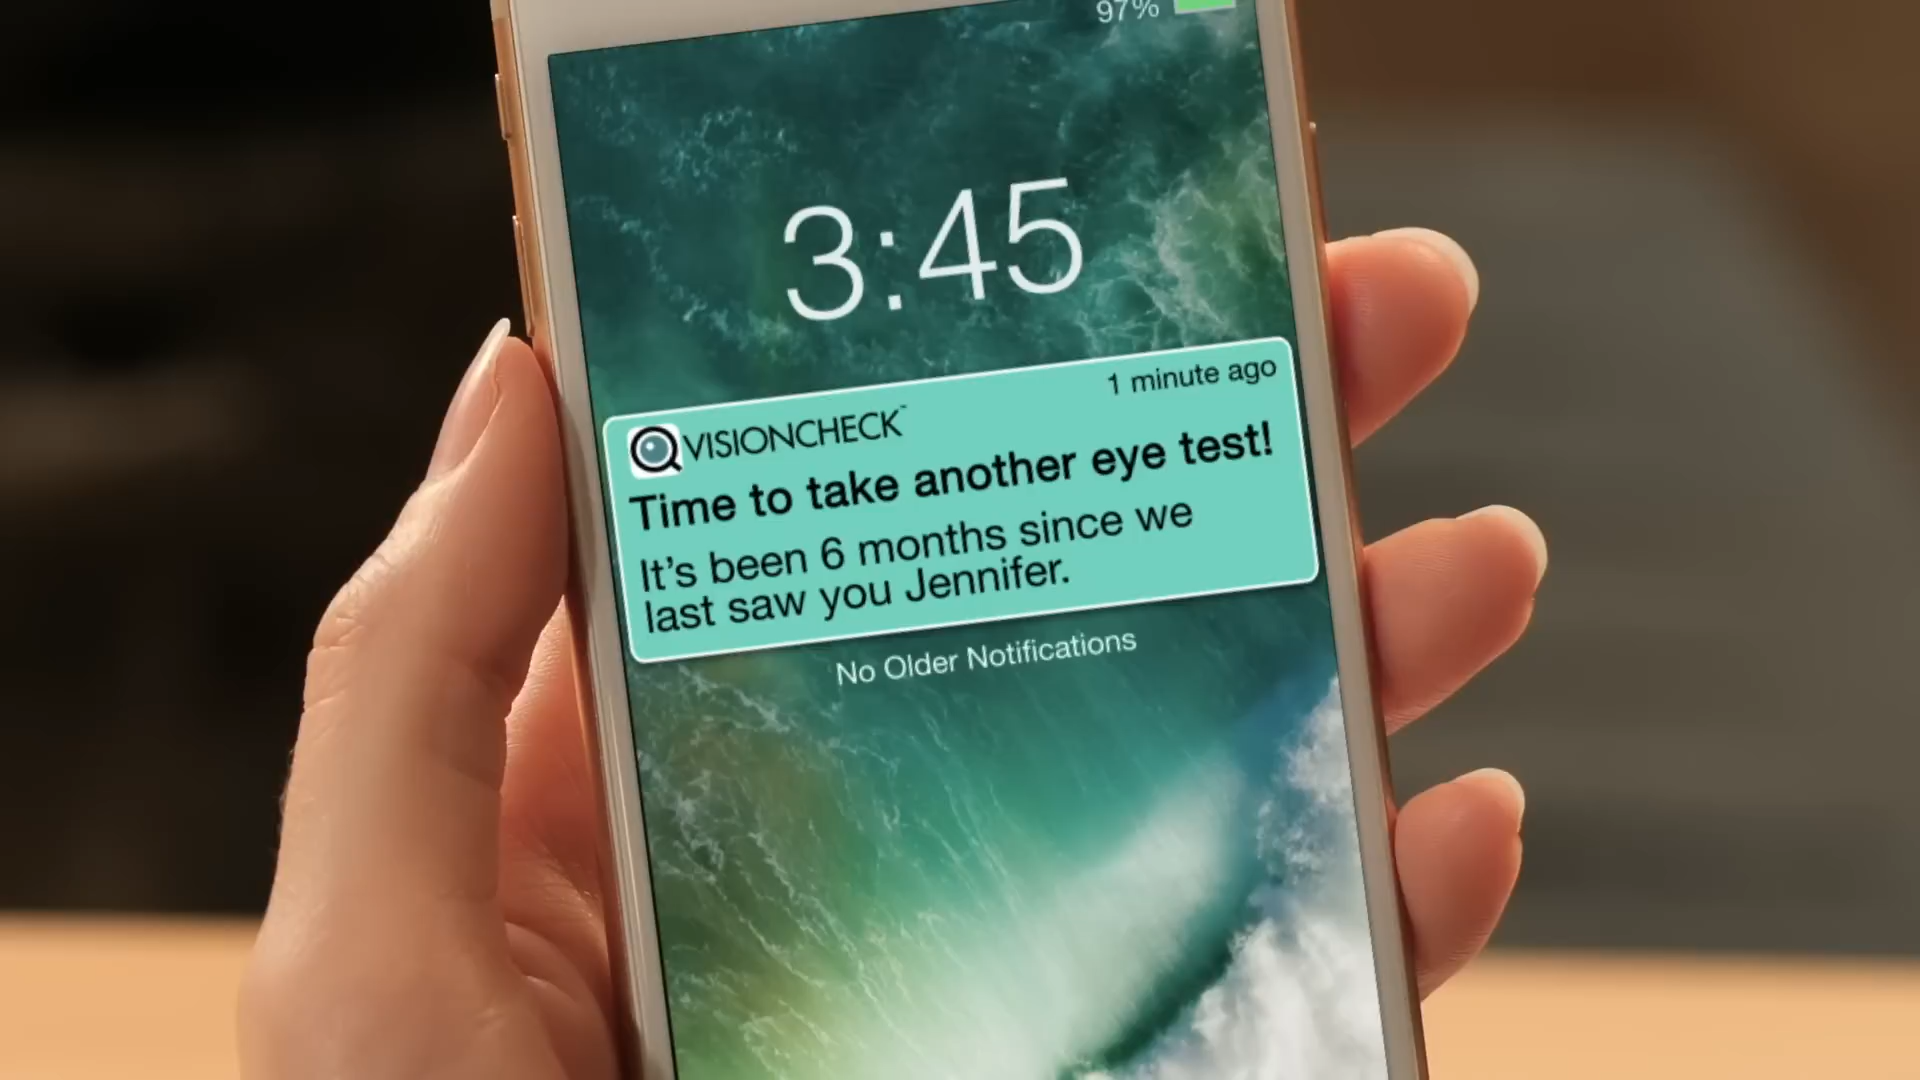 97%
3:45
1 minute ago
VISIONCHECK™
Time to take another eye test!
It's been 6 months since we
last saw you Jennifer.
No Older Notifications